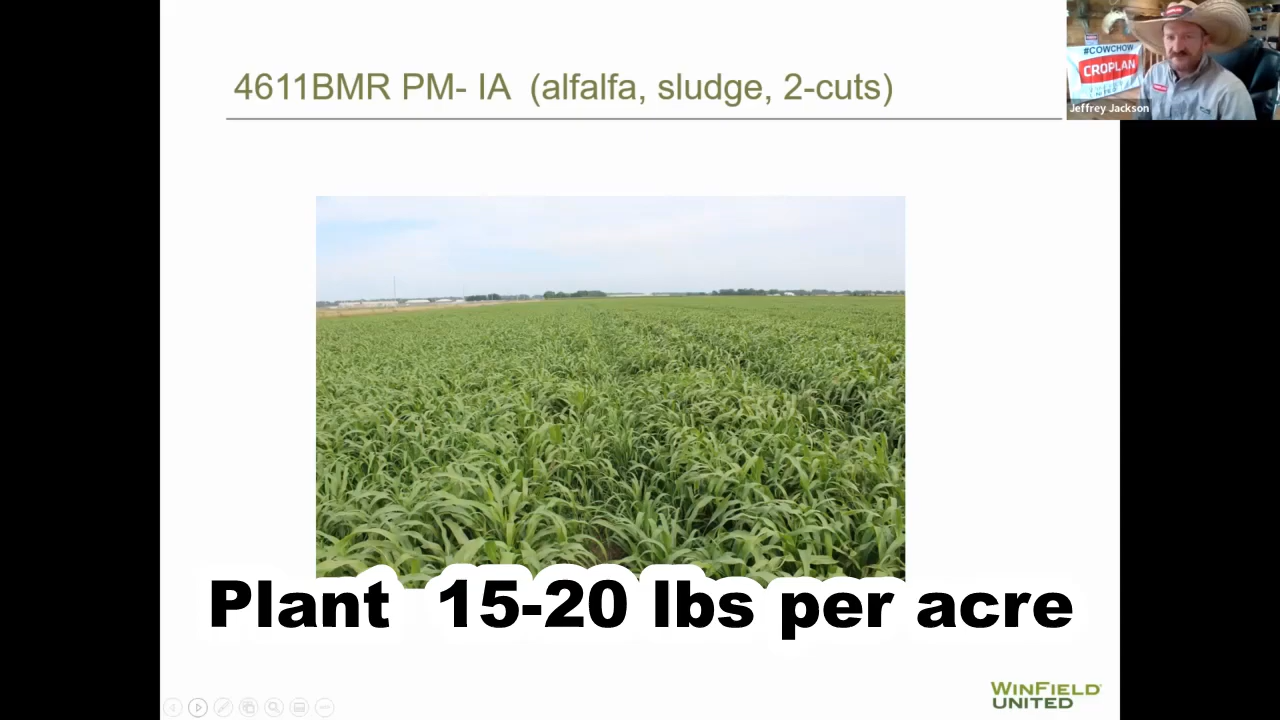 4611BMR PM- IA (alfalfa, sludge, 2-cuts)
#COWCHOW
CROPLAN
Jeffrey Jackson
Plant 15-20 lbs per acre
WINFIELD
UNITED